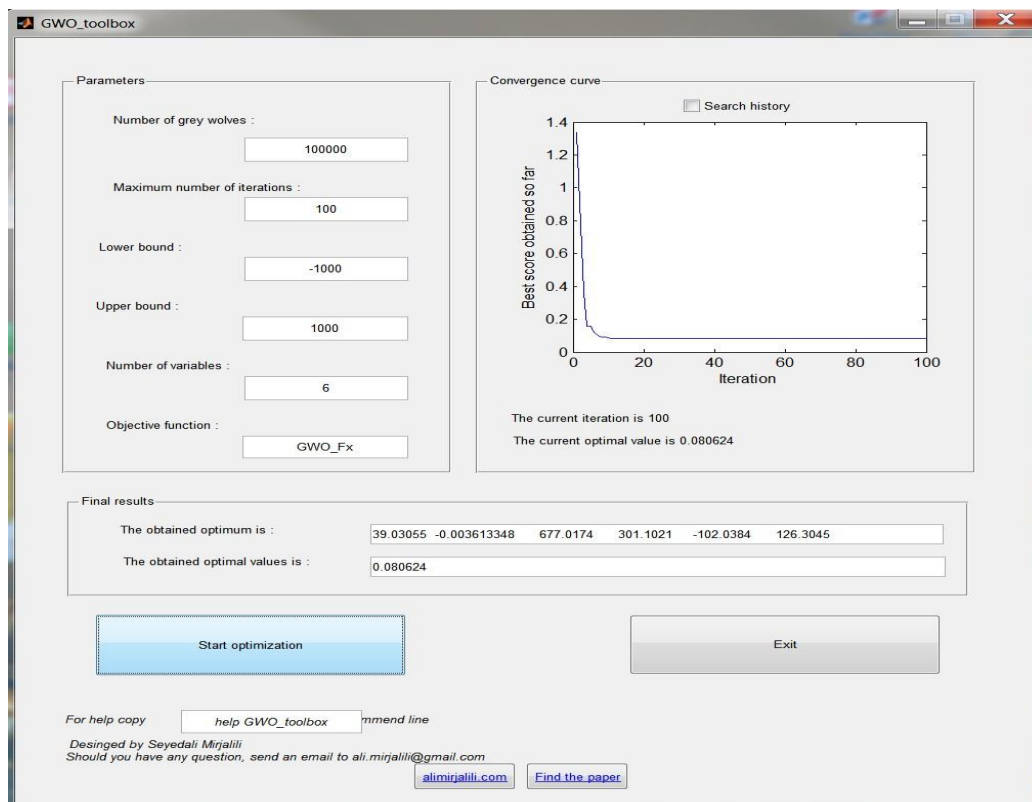 GWO_toolbox
Parameters
Number of grey wolves :
100000
Maximum number of iterations :
100
Lower bound :
-1000
Upper bound :
1000
Number of variables :
6
Objective function :
GWO_Fx
Convergence curve
Search history
Best score obtained so far
1.4
1.2
1
0.8
0.6
0.4
0.2
0
0 20 40 60 80 100
Iteration
The current iteration is 100
The current optimal value is 0.080624
Final results
The obtained optimum is :
39.03055 -0.003613348 677.0174 301.1021 -102.0384 126.3045
The obtained optimal values is :
0.080624
Start optimization
Exit
For help copy help GWO_toolbox mmend line
Desinged by Seyedali Mirjalili
Should you have any question, send an email to ali.mirjalili@gmail.com
alimirjalili.com
Find the paper